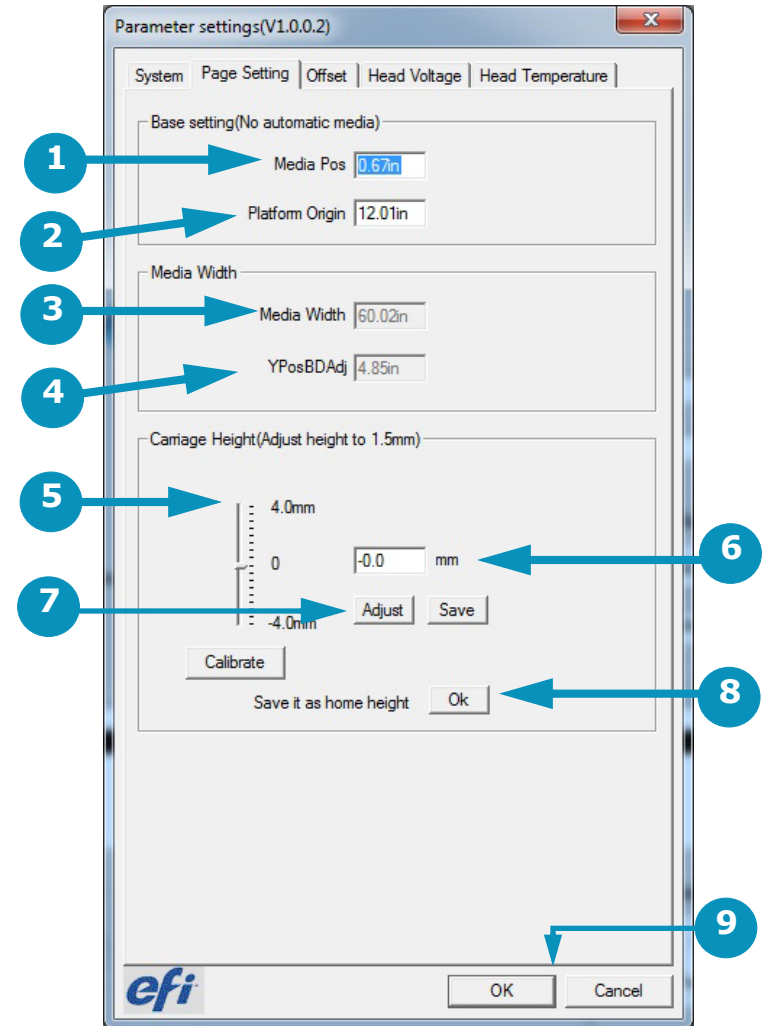 Parameter settings(V1.0.0.2)
x
System Page Setting Offset Head Voltage Head Temperature
Base setting(No automatic media)
1
Media Pos 0.67in
2
Platform Origin 12.01in
Media Width
3
Media Width 60.02in
4
YPosBDAdj 4.85in
Carriage Height(Adjust height to 1.5mm)
5
4.0mm
0 -0.0 mm
6
7
Adjust Save
-4.0mm
Calibrate
8
Save it as home height Ok
9
efi
OK Cancel